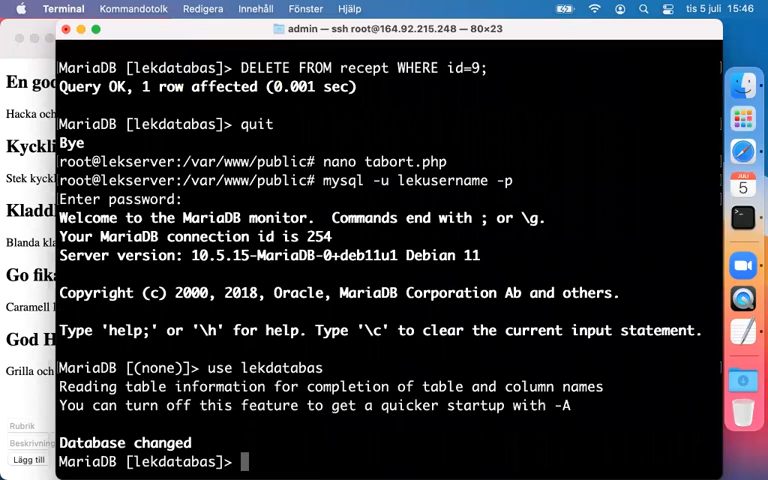 Terminal Kommandotolk Redigera Innehåll Fönster Hjälp tis 5 juli 15:46
admin — ssh root@164.92.215.248 — 80×23
MariaDB [lekdatabas]> DELETE FROM recept WHERE id=9;
Query OK, 1 row affected (0.001 sec)
MariaDB [lekdatabas]> quit
Bye
root@lekserver:/var/www/public# nano tabort.php
root@lekserver:/var/www/public# mysql -u lekusername -p
Enter password:
Welcome to the MariaDB monitor.  Commands end with ; or \g.
Your MariaDB connection id is 254
Server version: 10.5.15-MariaDB-0+deb11u1 Debian 11
Copyright (c) 2000, 2018, Oracle, MariaDB Corporation Ab and others.
Type 'help;' or '\h' for help. Type '\c' to clear the current input statement.
MariaDB [(none)]> use lekdatabas
Reading table information for completion of table and column names
You can turn off this feature to get a quicker startup with -A
Database changed
MariaDB [lekdatabas]>
En goo
Hacka och
Kyckli
Stek kyckl
Kladdl
Blanda kla
Go fika
Caramell l
God H
Grilla och
Rubrik
Beskrivning
Lägg till
JULI
5